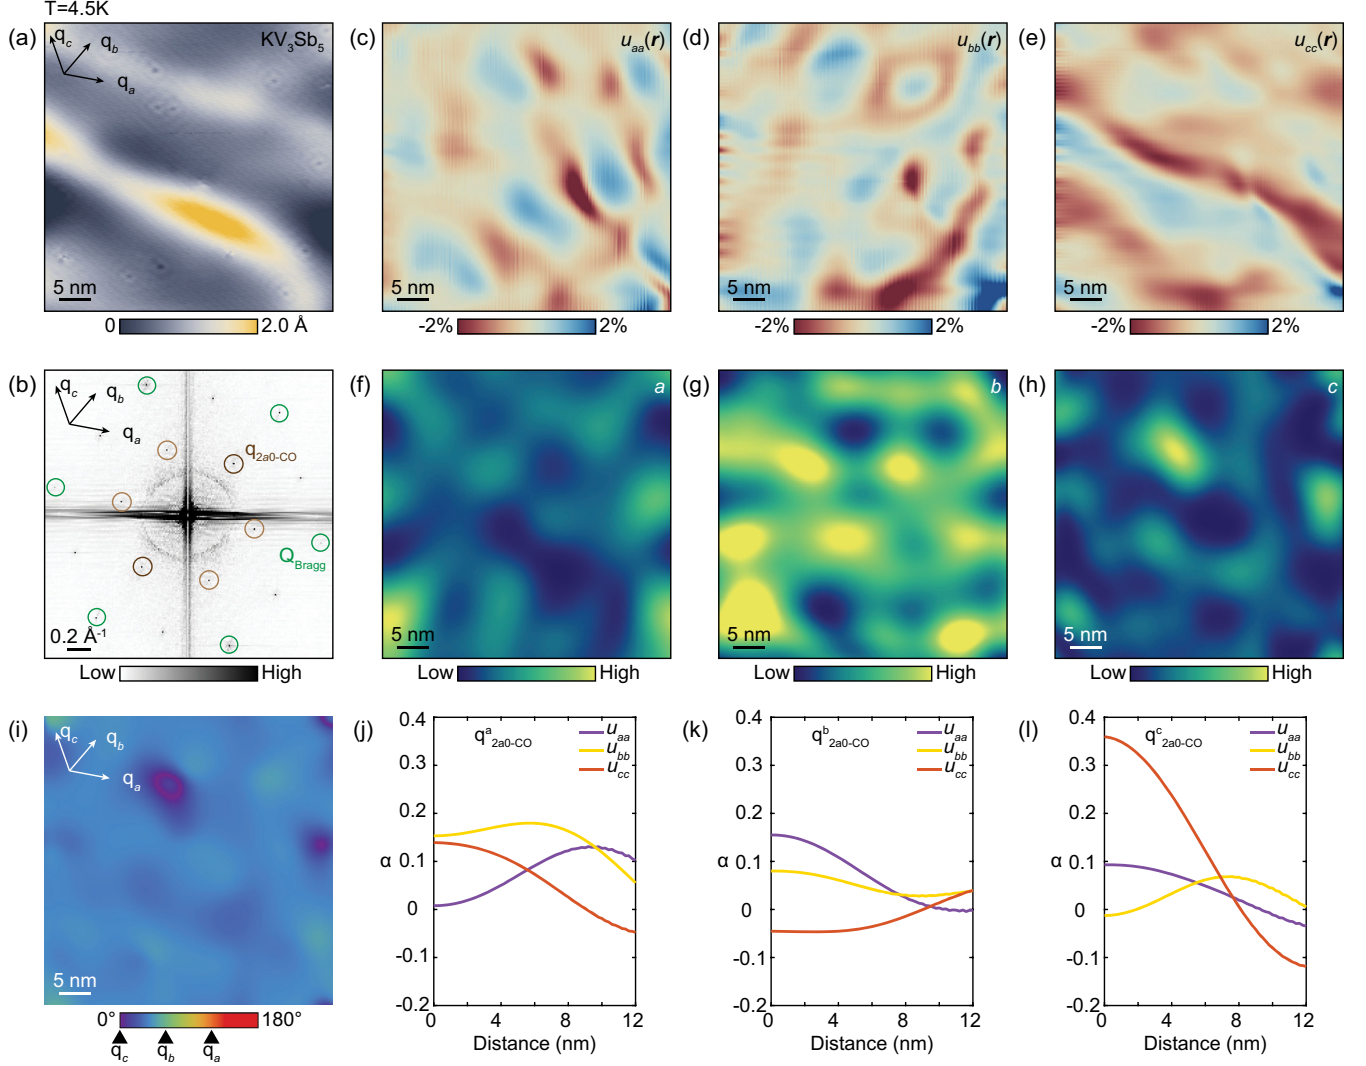 T=4.5K
(a) q_c q_b q_a KV₃Sb₅
5 nm
0 2.0 Å
(c) u_aa(r)
5 nm
-2% 2%
(d) u_bb(r)
5 nm
-2% 2%
(e) u_cc(r)
5 nm
-2% 2%
(b) q_c q_b q_a
q_2a0-CO
Q_Bragg
0.2 Å⁻¹
Low High
(f) a
5 nm
Low High
(g) b
5 nm
Low High
(h) c
5 nm
Low High
(i) q_c q_b q_a
5 nm
0° 180°
q_c q_b q_a
(j) q^a_2a0-CO
u_aa
u_bb
u_cc
α
0.4
0.3
0.2
0.1
0
-0.1
-0.2
0 4 8 12
Distance (nm)
(k) q^b_2a0-CO
u_aa
u_bb
u_cc
α
0.4
0.3
0.2
0.1
0
-0.1
-0.2
0 4 8 12
Distance (nm)
(l) q^c_2a0-CO
u_aa
u_bb
u_cc
α
0.4
0.3
0.2
0.1
0
-0.1
-0.2
0 4 8 12
Distance (nm)